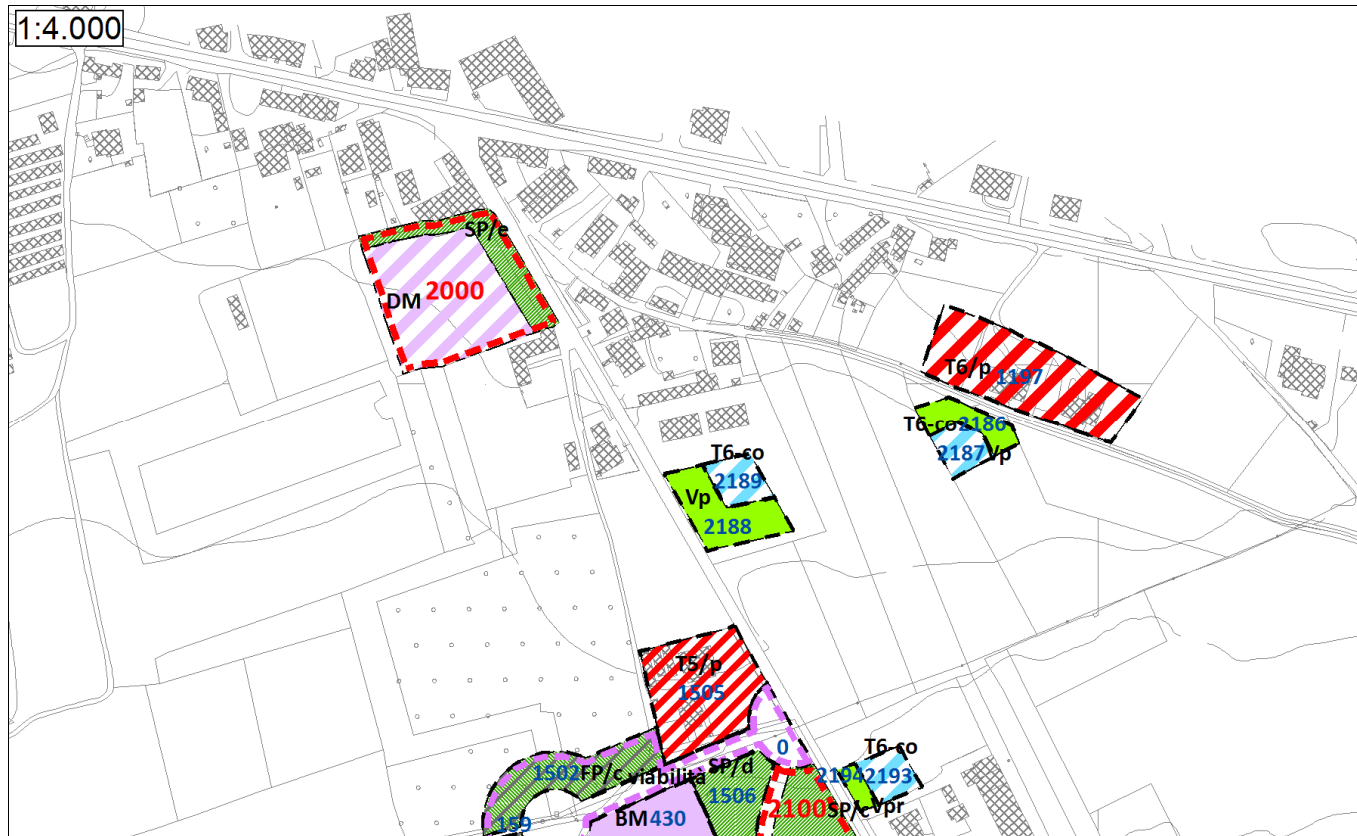 1:4.000
SP/e
DM 2000
T6/p 1197
T6-co 2186
2187 Vp
T6-co
2189
Vp
2188
T5/p
1505
0
T6-co
1502 FP/c viabilità SP/d
2194 2193
1506
2100 SP/c Vpr
159
BM 430